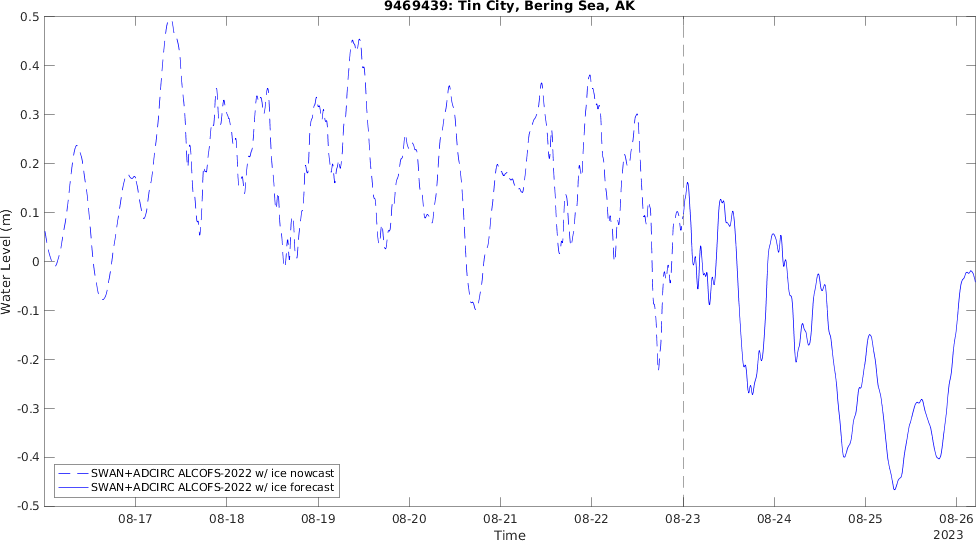 9469439: Tin City, Bering Sea, AK
0.5
0.4
0.3
0.2
0.1
0
-0.1
-0.2
-0.3
-0.4
-0.5
Water Level (m)
SWAN+ADCIRC ALCOFS-2022 w/ ice nowcast
SWAN+ADCIRC ALCOFS-2022 w/ ice forecast
08-17 08-18 08-19 08-20 08-21 08-22 08-23 08-24 08-25 08-26
Time
2023